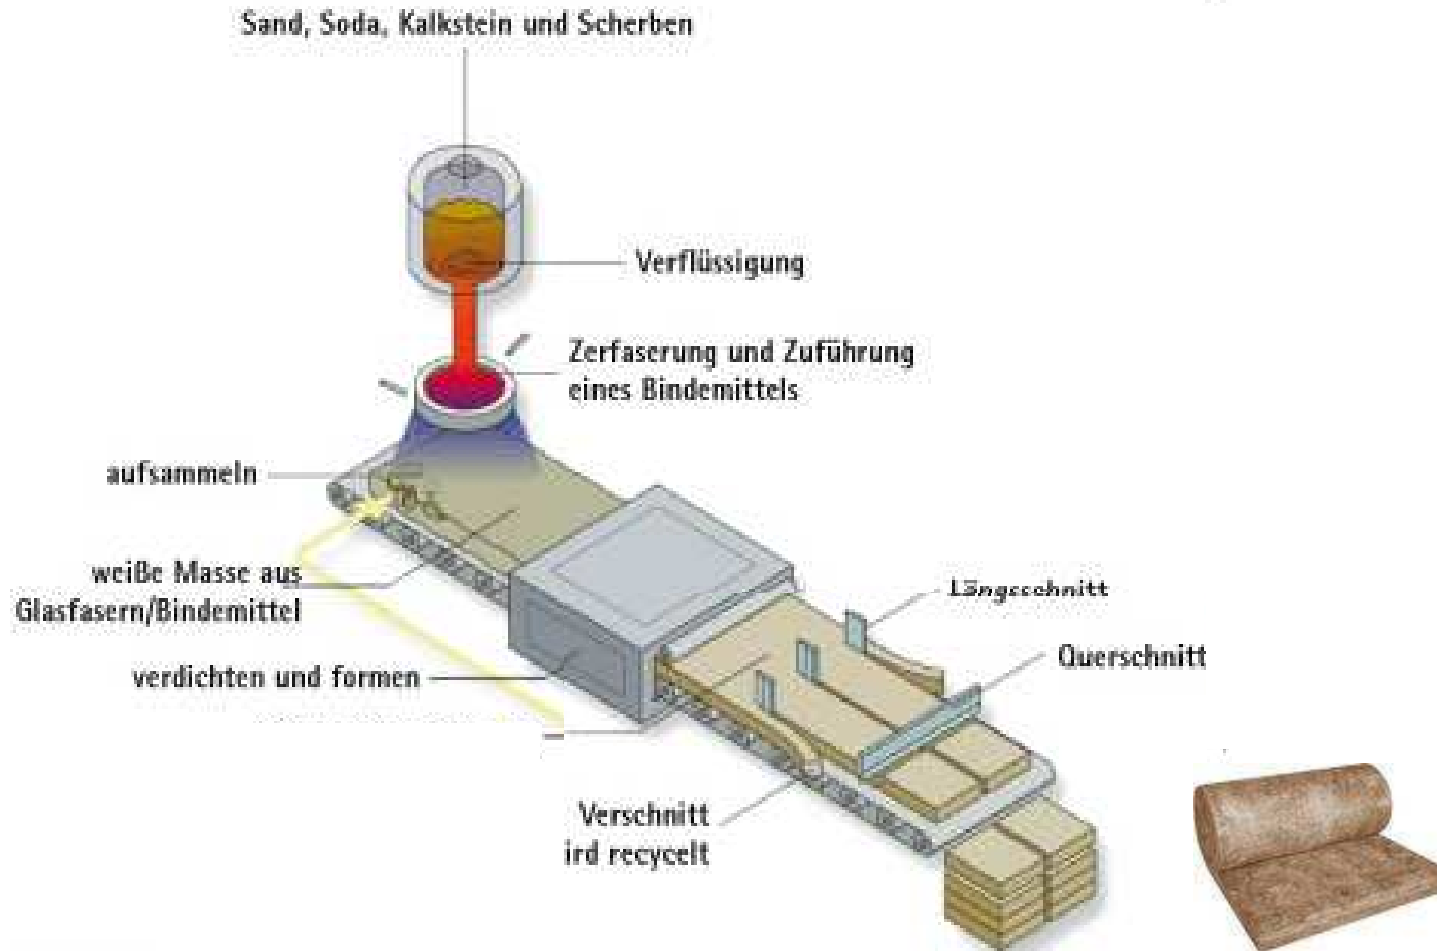 Sand, Soda, Kalkstein und Scherben
Verflüssigung
Zerfaserung und Zuführung
eines Bindemittels
aufsammeln
weiße Masse aus
Glasfasern/Bindemittel
Längsschnitt
verdichten und formen
Querschnitt
Verschnitt
ird recycelt